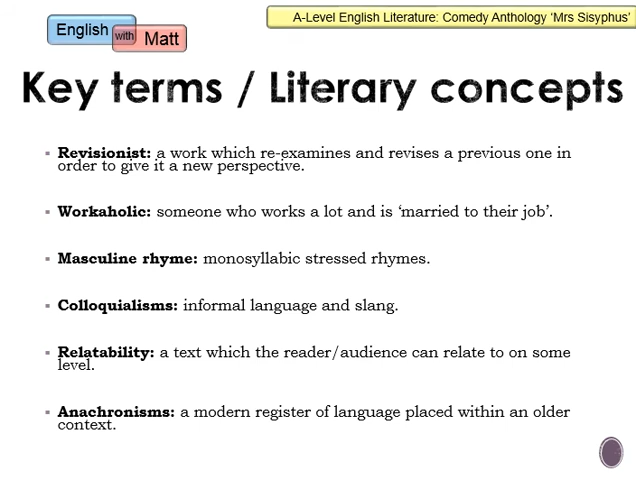 A-Level English Literature: Comedy Anthology 'Mrs Sisyphus'
English with Matt
Key terms / Literary concepts
▪ Revisionist: a work which re-examines and revises a previous one in
order to give it a new perspective.
▪ Workaholic: someone who works a lot and is ‘married to their job’.
▪ Masculine rhyme: monosyllabic stressed rhymes.
▪ Colloquialisms: informal language and slang.
▪ Relatability: a text which the reader/audience can relate to on some
level.
▪ Anachronisms: a modern register of language placed within an older
context.